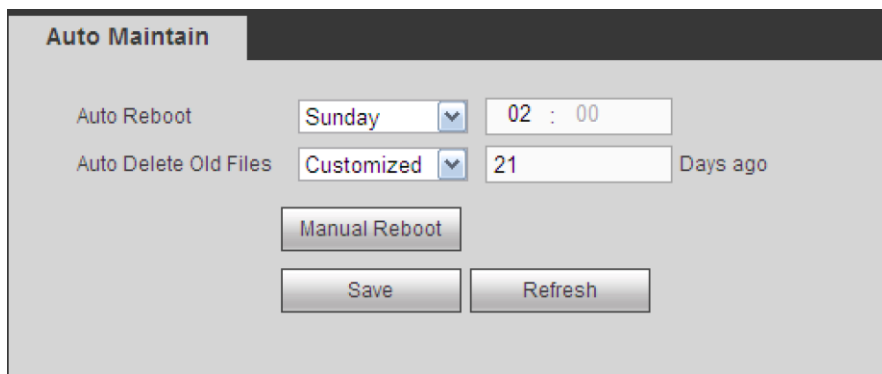 Auto Maintain
Auto Reboot Sunday 02 : 00
Auto Delete Old Files Customized 21 Days ago
Manual Reboot
Save Refresh